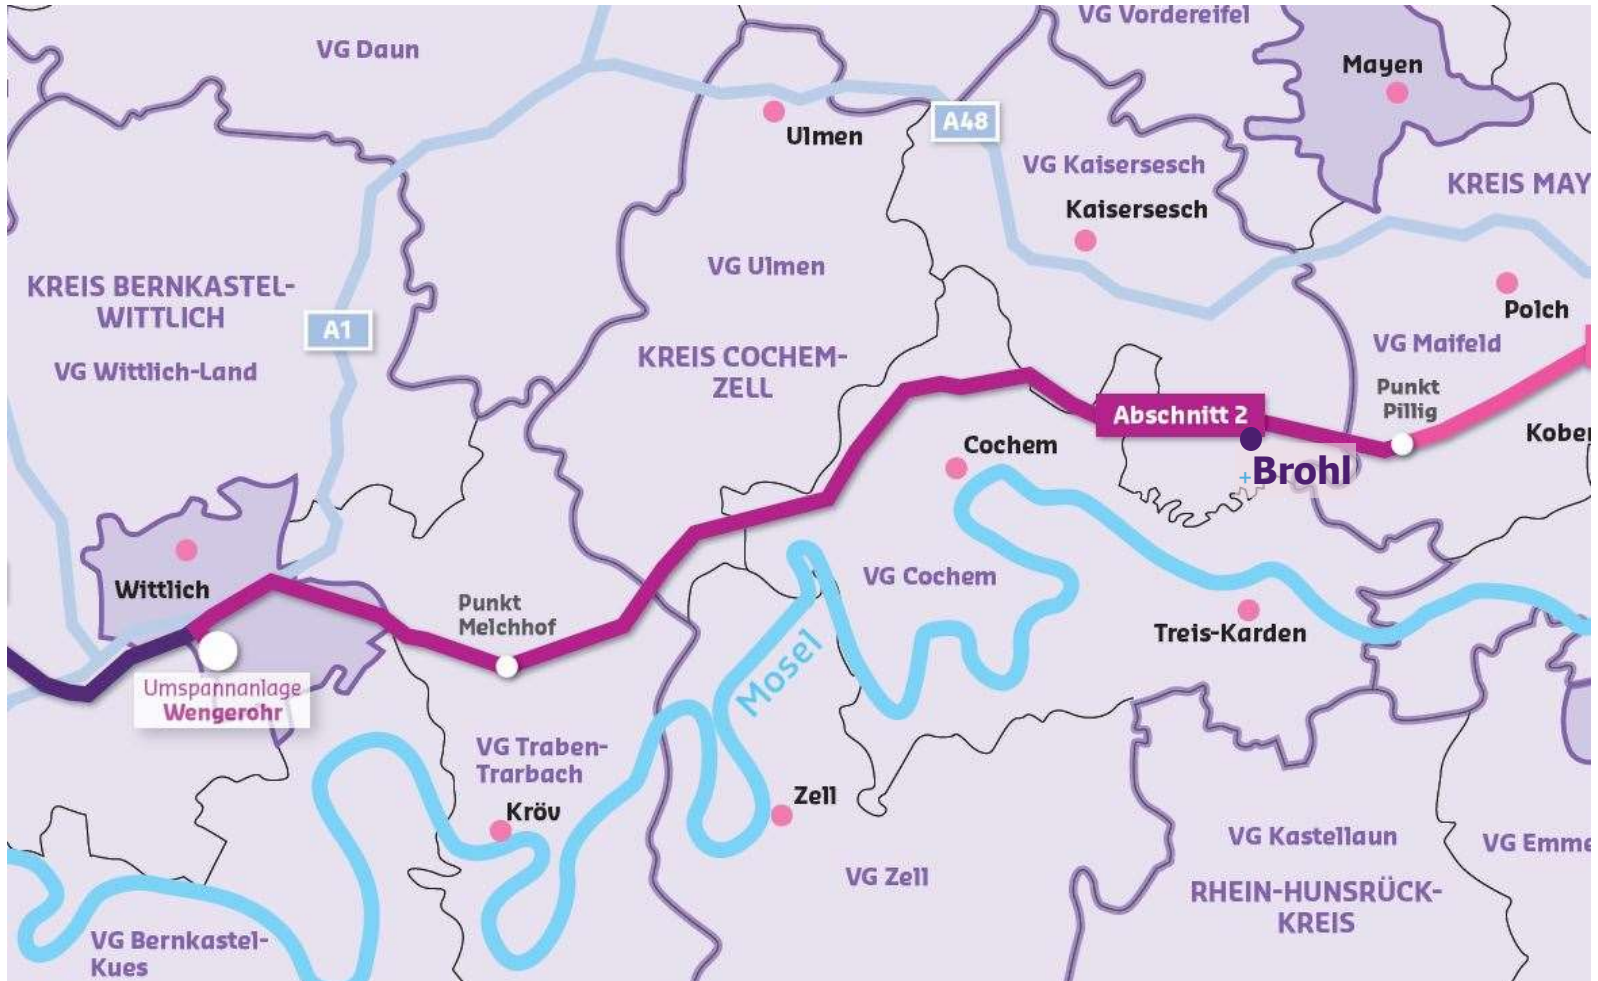 VG Vordereifel
VG Daun
Mayen
Ulmen
A48
VG Kaisersesch
KREIS MAY
Kaisersesch
VG Ulmen
KREIS BERNKASTEL-
WITTLICH
A1
Polch
VG Maifeld
KREIS COCHEM-
ZELL
VG Wittlich-Land
Punkt
Pillig
Abschnitt 2
Kober
Cochem
+Brohl
VG Cochem
Wittlich
Punkt
Melchhof
Treis-Karden
Mosel
Umspannanlage
Wengerohr
VG Traben-
Trarbach
Zell
Kröv
VG Kastellaun
VG Emme
VG Zell
RHEIN-HUNSRÜCK-
KREIS
VG Bernkastel-
Kues